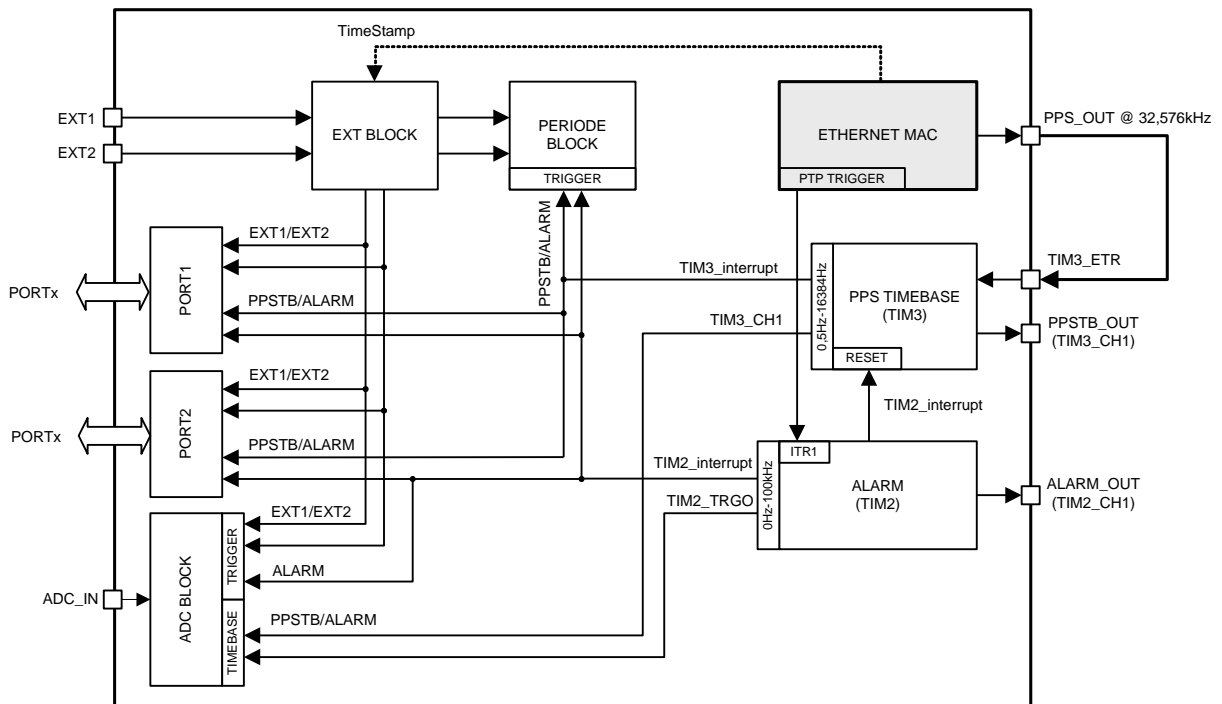 TimeStamp
EXT1
EXT2
EXT BLOCK
PERIODE
BLOCK
TRIGGER
ETHERNET MAC
PTP TRIGGER
PPS_OUT @ 32,576kHz
PORTx
PORT1
EXT1/EXT2
PPSTB/ALARM
PPSTB/ALARM
TIM3_interrupt
TIM3_CH1
0,5Hz-16384Hz
PPS TIMEBASE
(TIM3)
RESET
TIM3_ETR
PPSTB_OUT
(TIM3_CH1)
TIM2_interrupt
PORTx
PORT2
EXT1/EXT2
PPSTB/ALARM
TIM2_interrupt
TIM2_TRGO
0Hz-100kHz
ITR1
ALARM
(TIM2)
ALARM_OUT
(TIM2_CH1)
ADC_IN
ADC BLOCK
TRIGGER
TIMEBASE
EXT1/EXT2
ALARM
PPSTB/ALARM